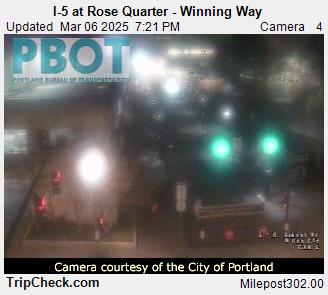 I-5 at Rose Quarter - Winning Way
Updated Mar 06 2025 7:21 PM Camera 4
PBOT
PORTLAND BUREAU OF TRANSPORTATION
Camera courtesy of the City of Portland
TripCheck.com Milepost302.00